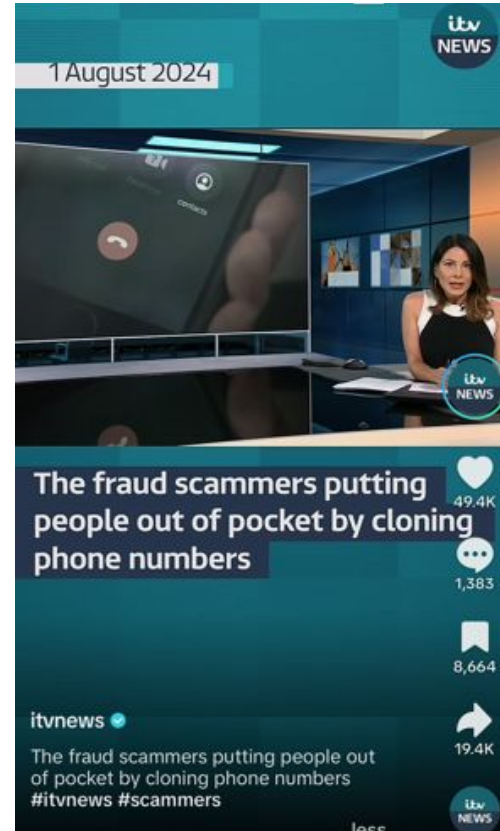 itv
NEWS
1 August 2024
contacts
itv
NEWS
The fraud scammers putting
people out of pocket by cloning
phone numbers
49.4K
1,383
8,664
19.4K
itvnews
The fraud scammers putting people out
of pocket by cloning phone numbers
#itvnews #scammers
less
itv
NEWS